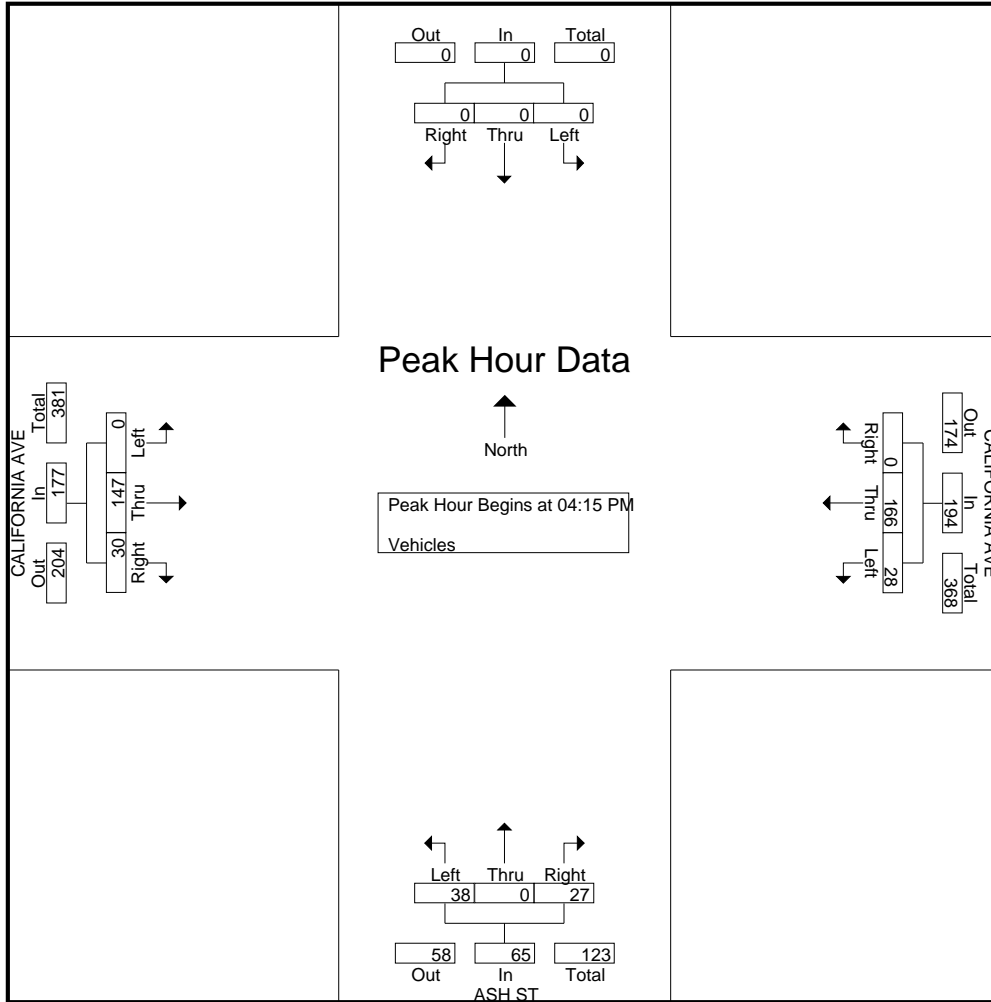 Out In Total
0 0 0
0 0 0
Right Thru Left
Peak Hour Data
North
Peak Hour Begins at 04:15 PM
Vehicles
CALIFORNIA AVE
Out In Total
204 177 381
30 147 0
Right Thru Left
CALIFORNIA AVE
Out In Total
174 194 368
0 166 28
Right Thru Left
Left Thru Right
38 0 27
58 65 123
Out In Total
ASH ST